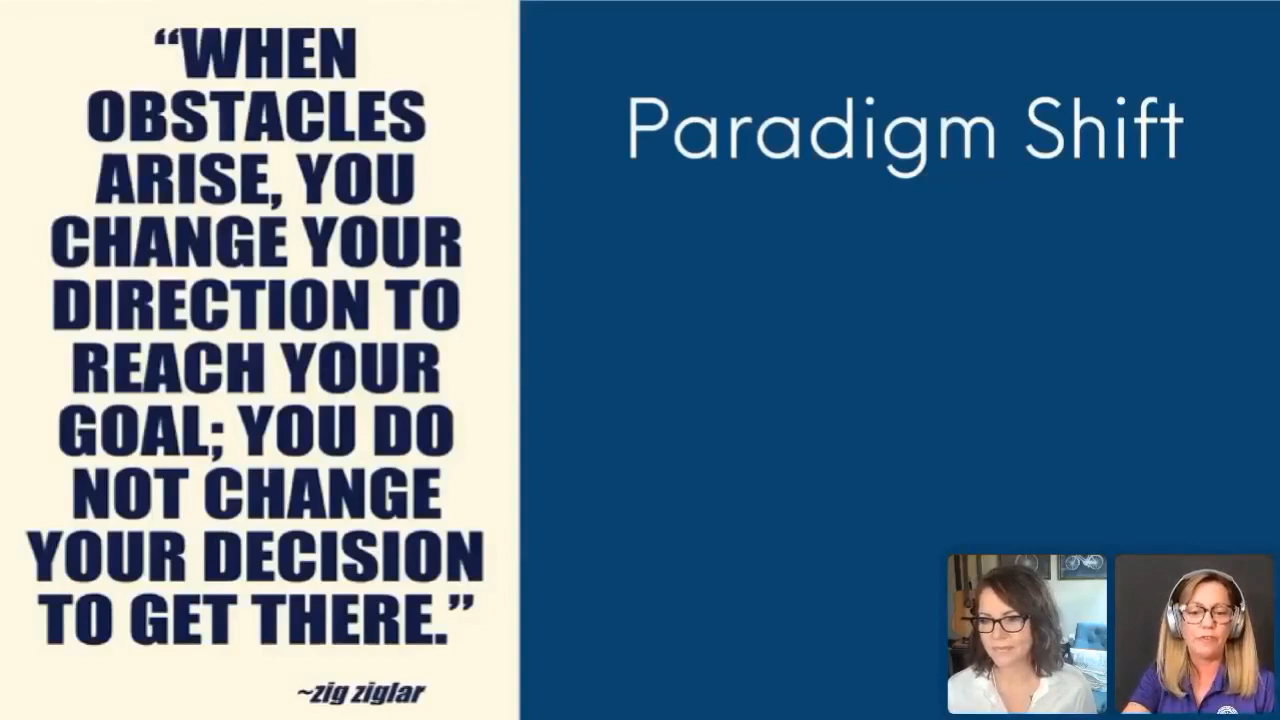 “WHEN
OBSTACLES
ARISE, YOU
CHANGE YOUR
DIRECTION TO
REACH YOUR
GOAL; YOU DO
NOT CHANGE
YOUR DECISION
TO GET THERE.”
~zig ziglar
Paradigm Shift